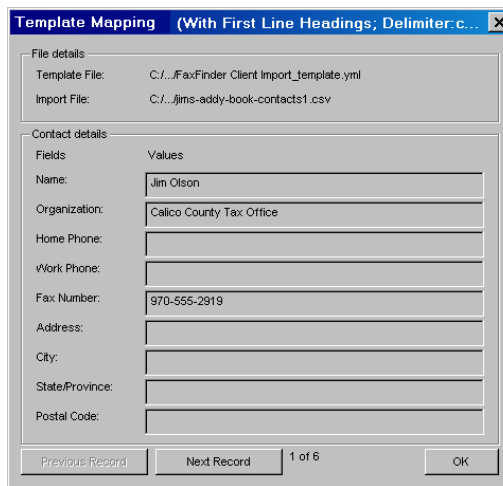 Template Mapping (With First Line Headings; Delimiter:c...
File details
Template File: C:/.../FaxFinder Client Import_template.yml
Import File: C:/.../jims-addy-book-contacts1.csv
Contact details
Fields Values
Name: Jim Olson
Organization: Calico County Tax Office
Home Phone:
Work Phone:
Fax Number: 970-555-2919
Address:
City:
State/Province:
Postal Code:
Previous Record Next Record 1 of 6 OK